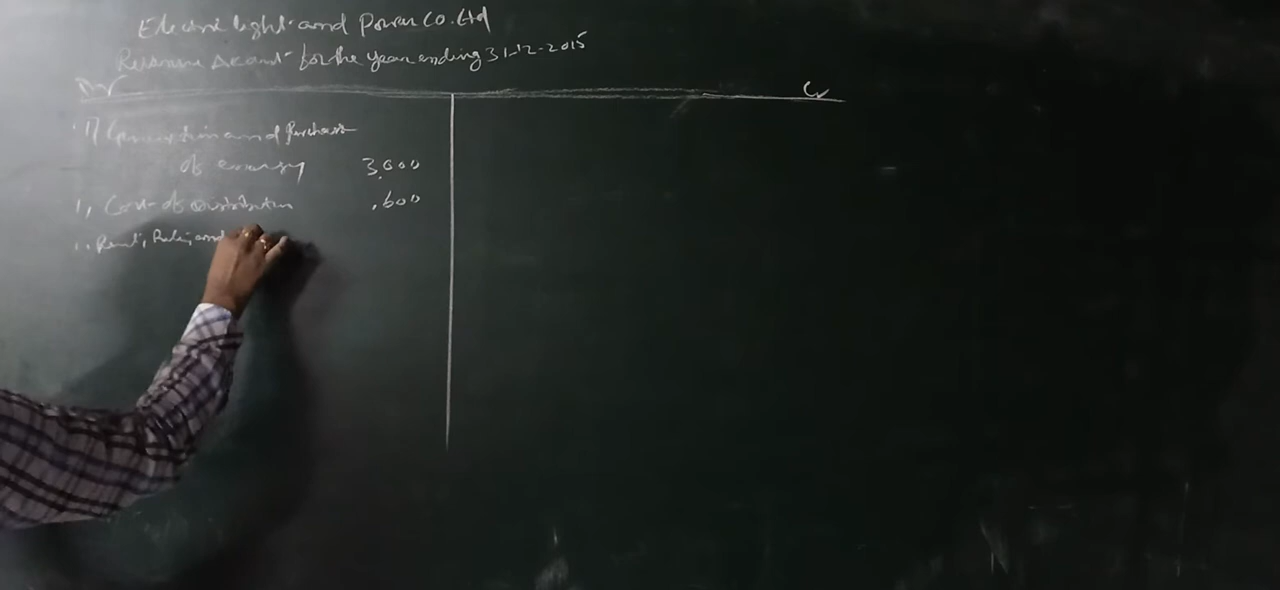 Electric light and Power Co. Ltd
Revenue Account for the year ending 31-12-2015
Dr Cr
Generation and Purchase
of energy 3,000
Cost of Distribution 600
Rent, Rates, and